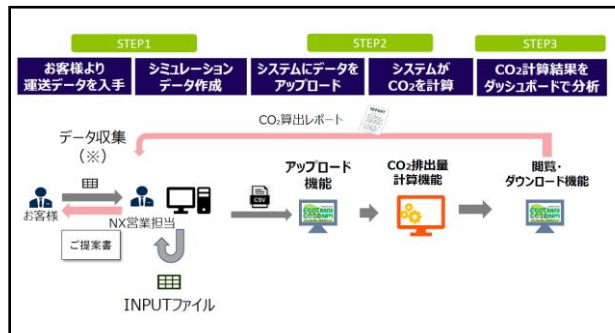 STEP1
STEP2
STEP3
お客様より
運送データを入手
シミュレーション
データ作成
システムにデータを
アップロード
システムが
CO₂を計算
CO₂計算結果を
ダッシュボードで分析
CO₂算出レポート
REPORT
データ収集
(※)
アップロード
機能
CO₂排出量
計算機能
閲覧・
ダウンロード機能
CSV
お客様
NX営業担当
ご提案書
INPUTファイル